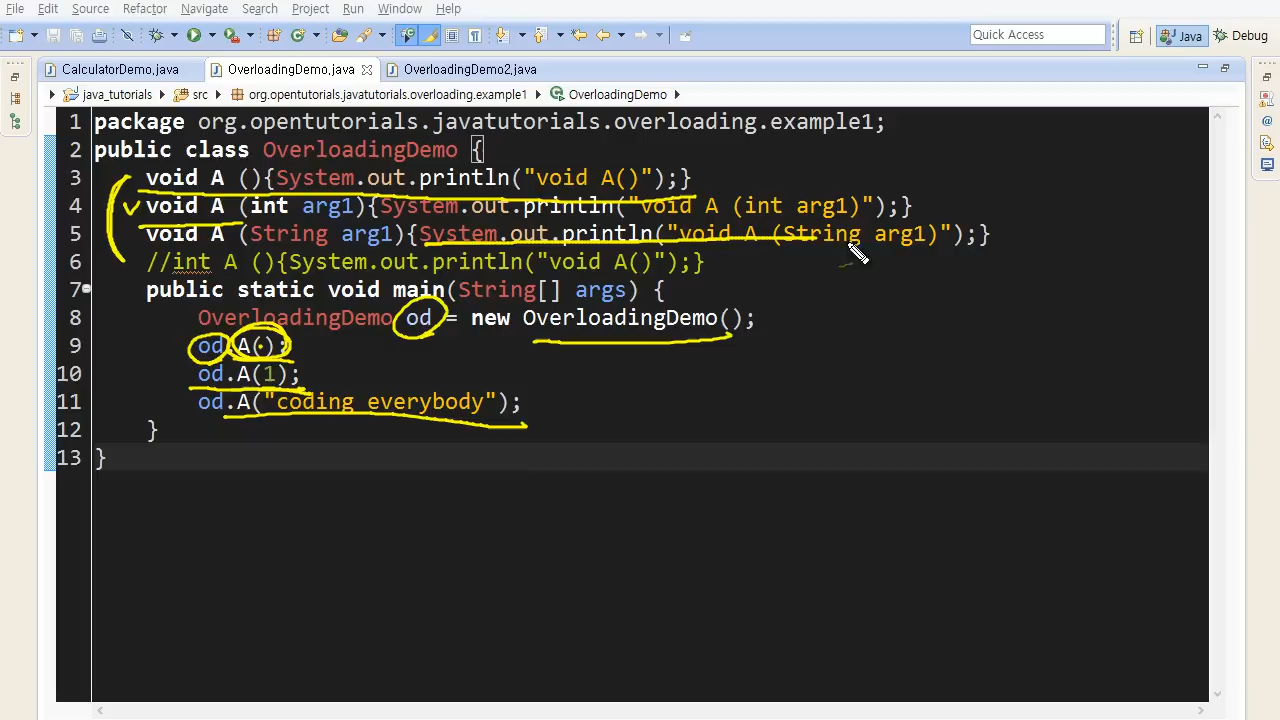 File Edit Source Refactor Navigate Search Project Run Window Help
Quick Access Java Debug
CalculatorDemo.java OverloadingDemo.java OverloadingDemo2.java
java_tutorials src org.opentutorials.javatutorials.overloading.example1 OverloadingDemo
1 package org.opentutorials.javatutorials.overloading.example1;
2 public class OverloadingDemo {
3 void A (){System.out.println("void A()");}
4 void A (int arg1){System.out.println("void A (int arg1)");}
5 void A (String arg1){System.out.println("void A (String arg1)");}
6 //int A (){System.out.println("void A()");}
7 public static void main(String[] args) {
8 OverloadingDemo od = new OverloadingDemo();
9 od.A();
10 od.A(1);
11 od.A("coding everybody");
12 }
13 }